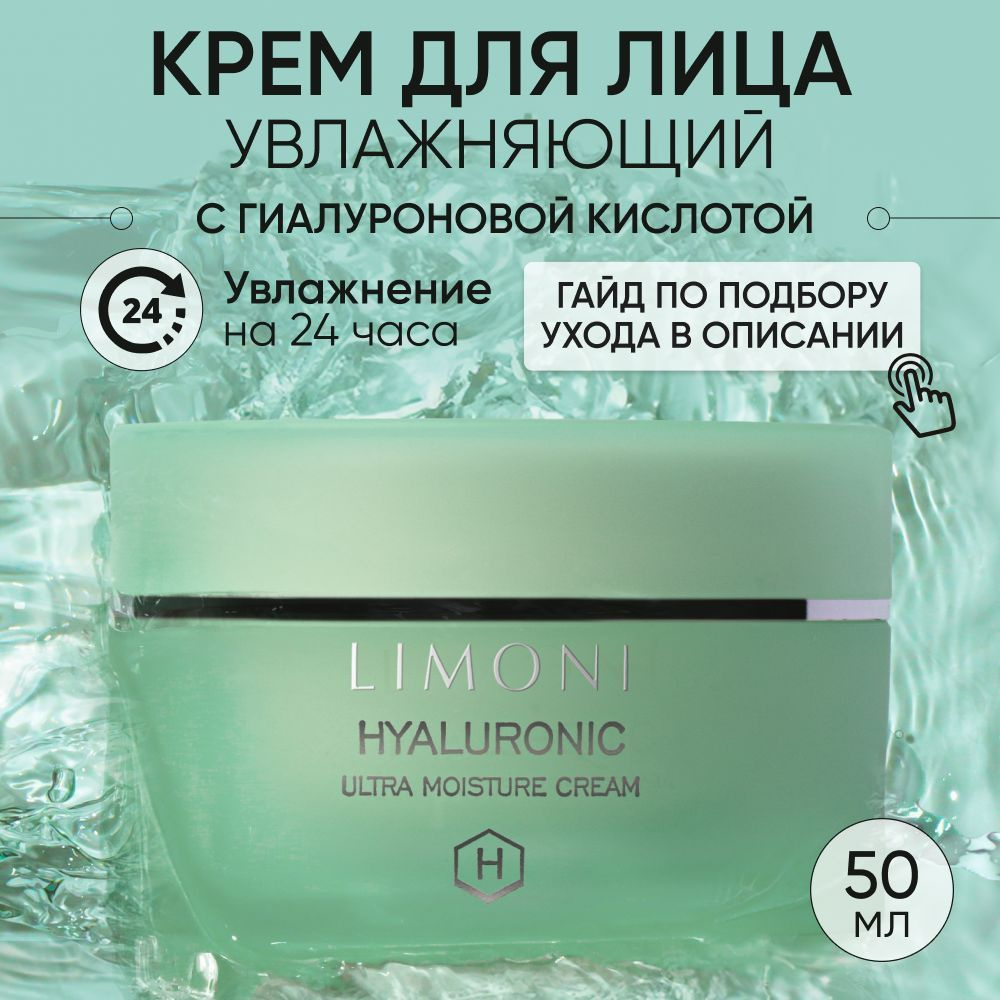 КРЕМ ДЛЯ ЛИЦА
УВЛАЖНЯЮЩИЙ
С ГИАЛУРОНОВОЙ КИСЛОТОЙ
24
Увлажнение
на 24 часа
ГАЙД ПО ПОДБОРУ
УХОДА В ОПИСАНИИ
LIMONI
HYALURONIC
ULTRA MOISTURE CREAM
H
50
МЛ